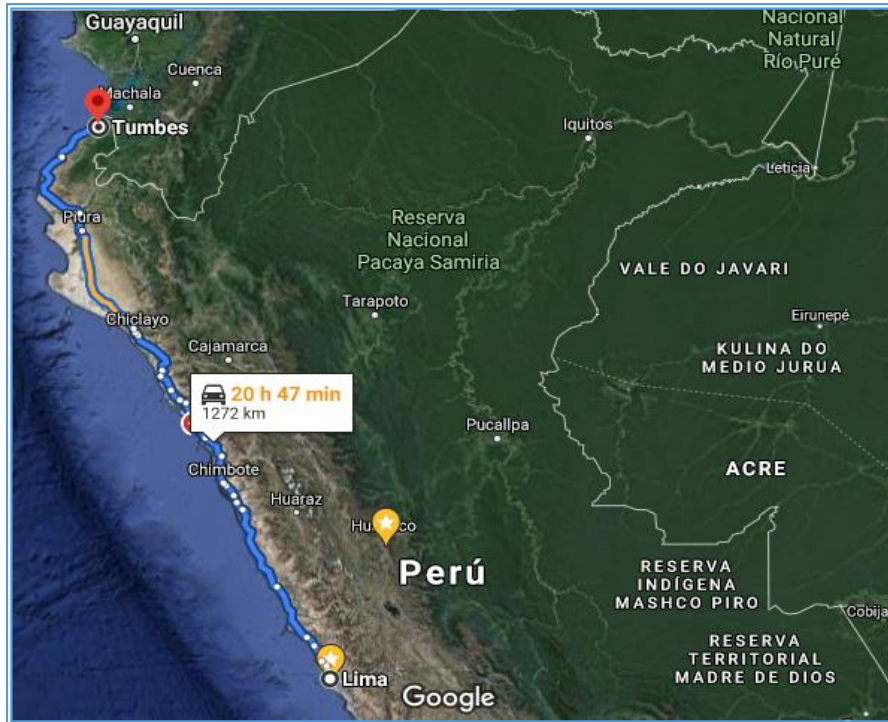 Guayaquil
Nacional
Natural
Río Puré
Cuenca
Machala
Tumbes
Iquitos
Leticia
Piura
Reserva
Nacional
Pacaya Samiria
VALE DO JAVARI
Tarapoto
Chiclayo
Eirunepé
Cajamarca
KULINA DO
MEDIO JURUA
20 h 47 min
1272 km
Pucallpa
Chimbote
ACRE
Huaraz
Perú
RESERVA
INDÍGENA
MASHCO PIRO
Cobija
RESERVA
TERRITORIAL
MADRE DE DIOS
Lima
Google